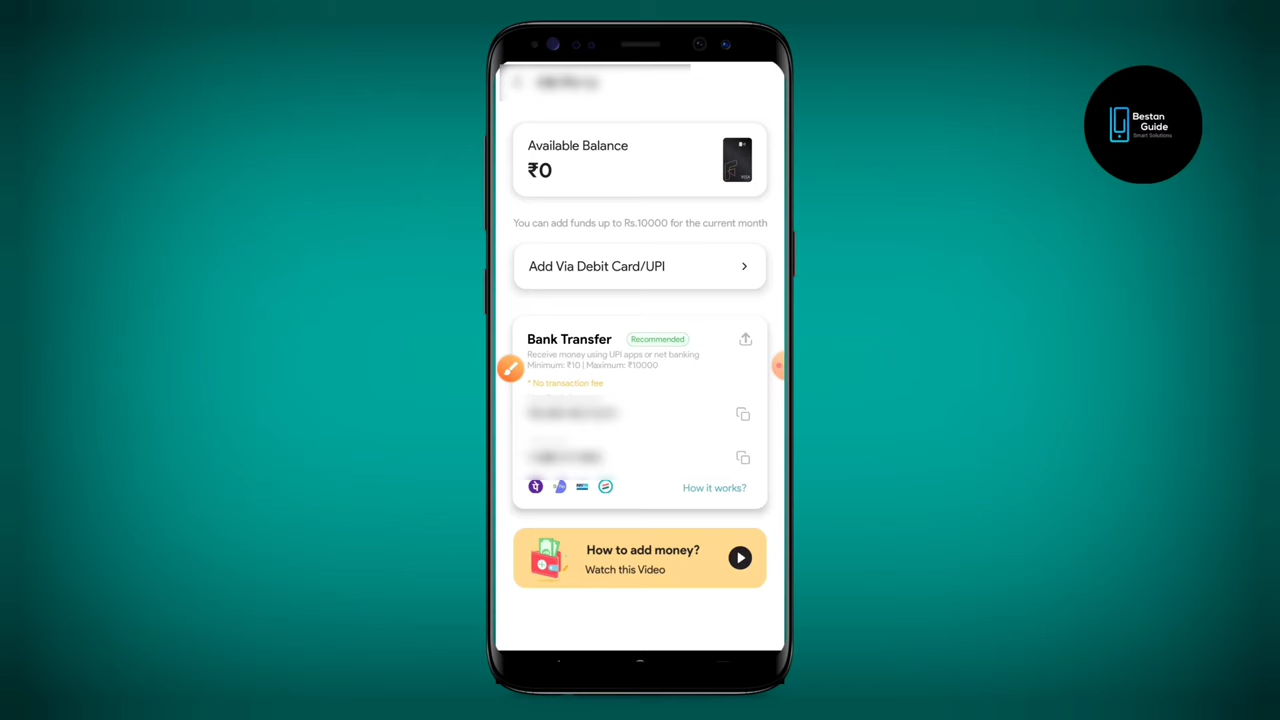 Available Balance
₹0
VISA
You can add funds up to Rs.10000 for the current month
Add Via Debit Card/UPI
Bank Transfer Recommended
Receive money using UPI apps or net banking
Minimum: ₹10 | Maximum: ₹10000
* No transaction fee
How it works?
How to add money?
Watch this Video
Bestan
Guide
Smart Solutions